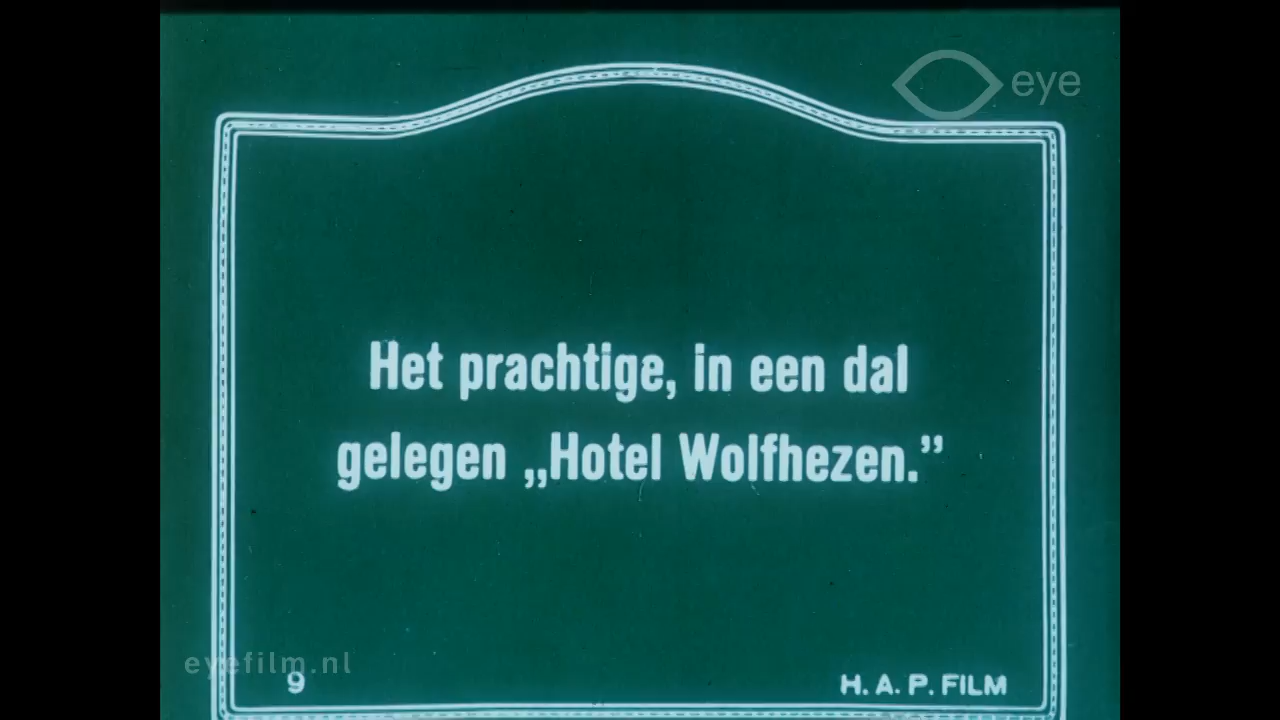 eye
Het prachtige, in een dal
gelegen „Hotel Wolfhezen.”
eyefilm.nl
9
H. A. P. FILM